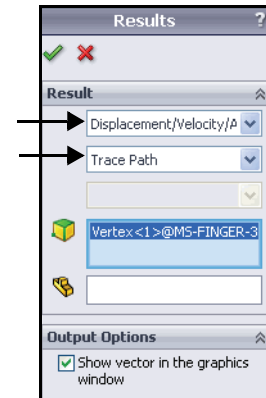 Results ?
Result
Displacement/Velocity/A
Trace Path
Vertex<1>@MS-FINGER-3
Output Options
Show vector in the graphics
window